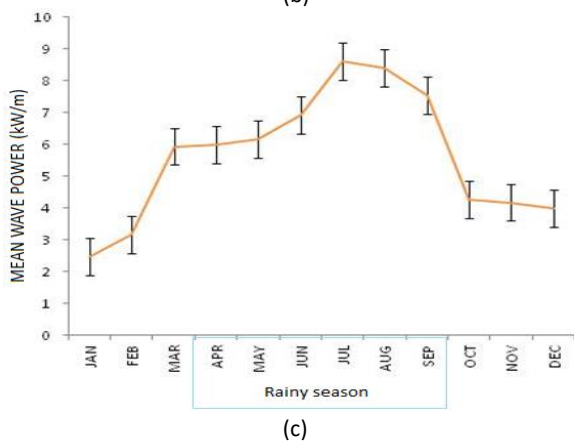 (b)
MEAN WAVE POWER (kW/m)
10
9
8
7
6
5
4
3
2
1
0
JAN
FEB
MAR
APR
MAY
JUN
JUL
AUG
SEP
OCT
NOV
DEC
Rainy season
(c)